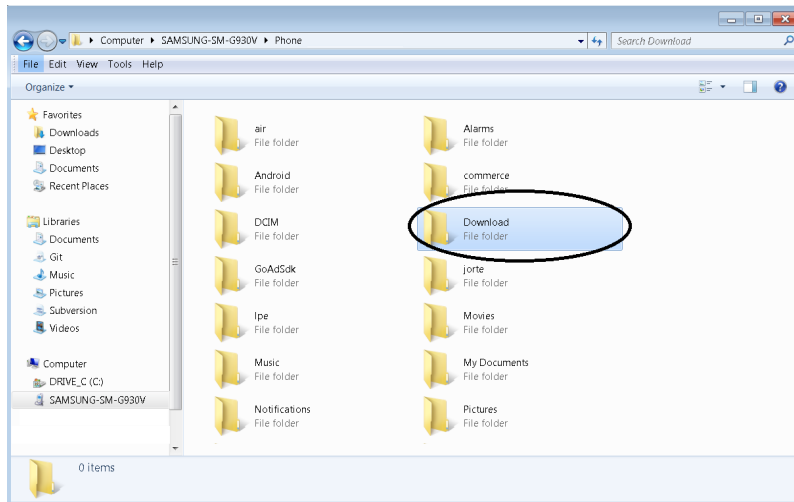 Computer ▸ SAMSUNG-SM-G930V ▸ Phone
Search Download
File Edit View Tools Help
Organize
Favorites
Downloads
Desktop
Documents
Recent Places
Libraries
Documents
Git
Music
Pictures
Subversion
Videos
Computer
DRIVE_C (C:)
SAMSUNG-SM-G930V
air
File folder
Alarms
File folder
Android
File folder
commerce
File folder
DCIM
File folder
Download
File folder
GoAdSdk
File folder
jorte
File folder
lpe
File folder
Movies
File folder
Music
File folder
My Documents
File folder
Notifications
File folder
Pictures
File folder
0 items